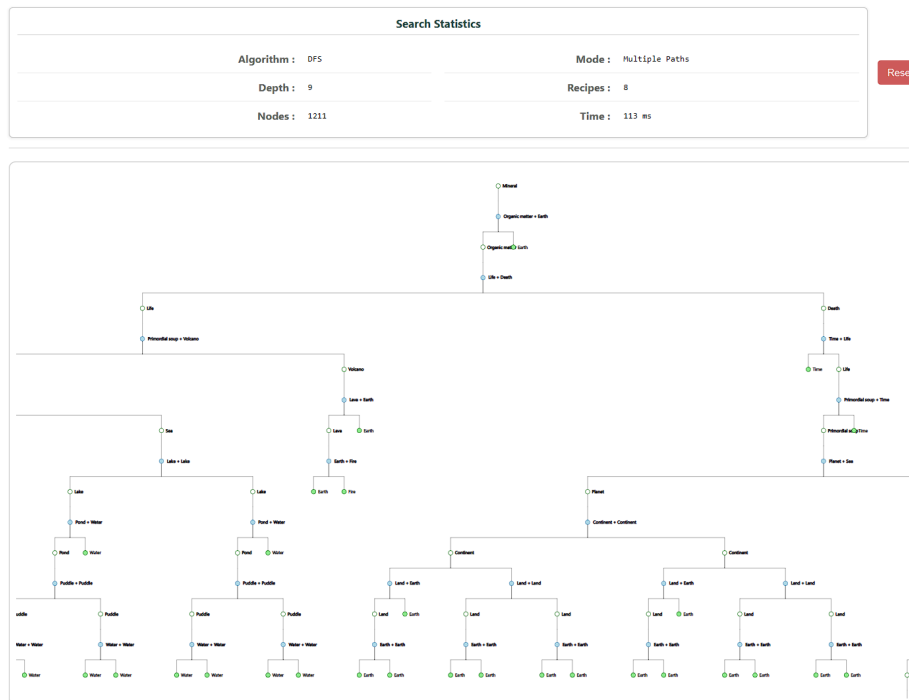 Search Statistics
Algorithm : DFS Mode : Multiple Paths
Rese
Depth : 9 Recipes : 8
Nodes : 1211 Time : 113 ms
Mineral
Organic matter + Earth
Earth
Life + Death
Life Death
Primordial soup + Volcano Time + Life
Volcano Time Life
Lava + Earth Primordial soup + Time
Sea Lava Earth Time
Lake + Lake Earth + Fire Planet + Sea
Lake Lake Earth Fire Planet
Pond + Water Pond + Water Continent + Continent
Pond Water Pond Water Continent Continent
Puddle + Puddle Puddle + Puddle Land + Earth Land + Land Land + Earth Land + Land
uddle Puddle Puddle Puddle Land Earth Land Land Land Earth Land Land
Water + Water Water + Water Water + Water Water + Water Earth + Earth Earth + Earth Earth + Earth Earth + Earth Earth + Earth Earth + Earth
Water Water Water Water Water Water Water Earth Earth Earth Earth Earth Earth Earth Earth Earth Earth Earth Earth